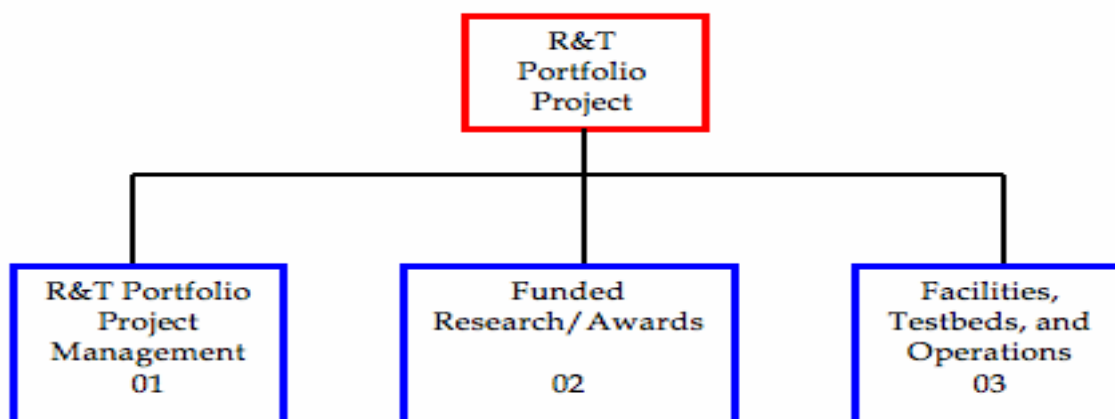 R&T
Portfolio
Project
R&T Portfolio
Project
Management
01
Funded
Research/Awards
02
Facilities,
Testbeds, and
Operations
03